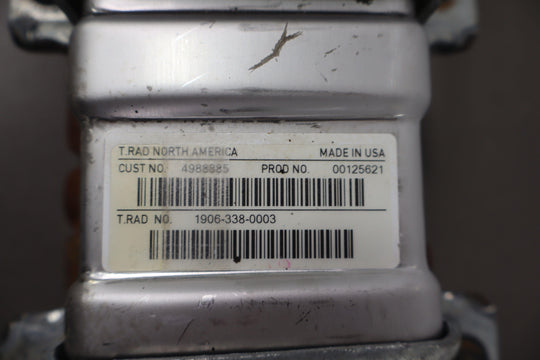 T.RAD NORTH AMERICA MADE IN USA
CUST NO. 4988885 PROD NO. 00125621
T.RAD NO. 1906-338-0003